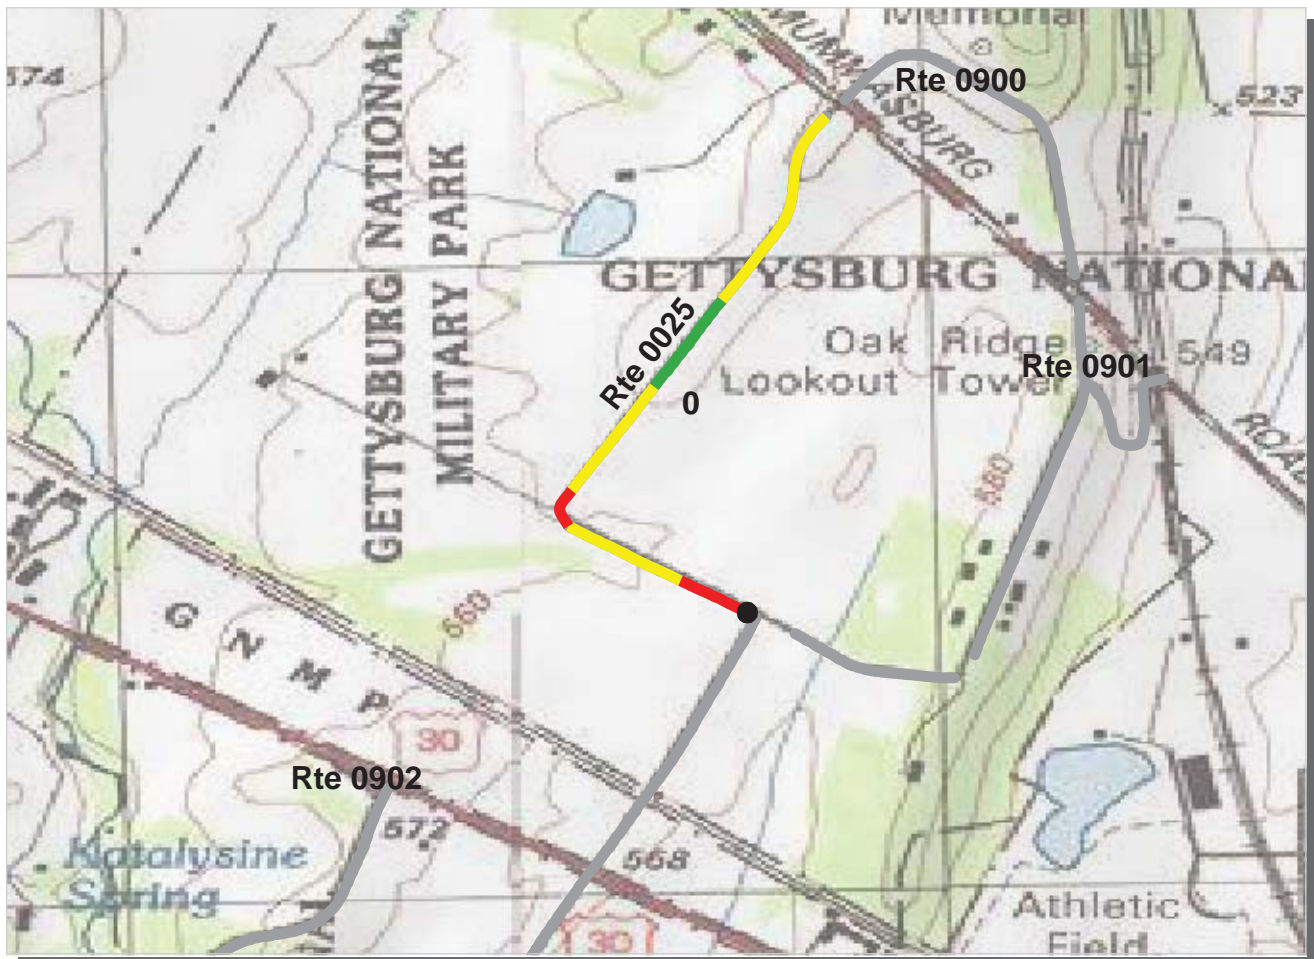 Memorial
MUMMASBURG
Rte 0900
574
523
GETTYSBURG NATIONAL
MILITARY PARK
GETTYSBURG NATIONAL
Rte 0025
0
Oak Ridge
Lookout Tower
Rte 0901
549
ROAD
580
560
G N M P
30
Rte 0902
572
568
Katalysine
Spring
30
Athletic
Field